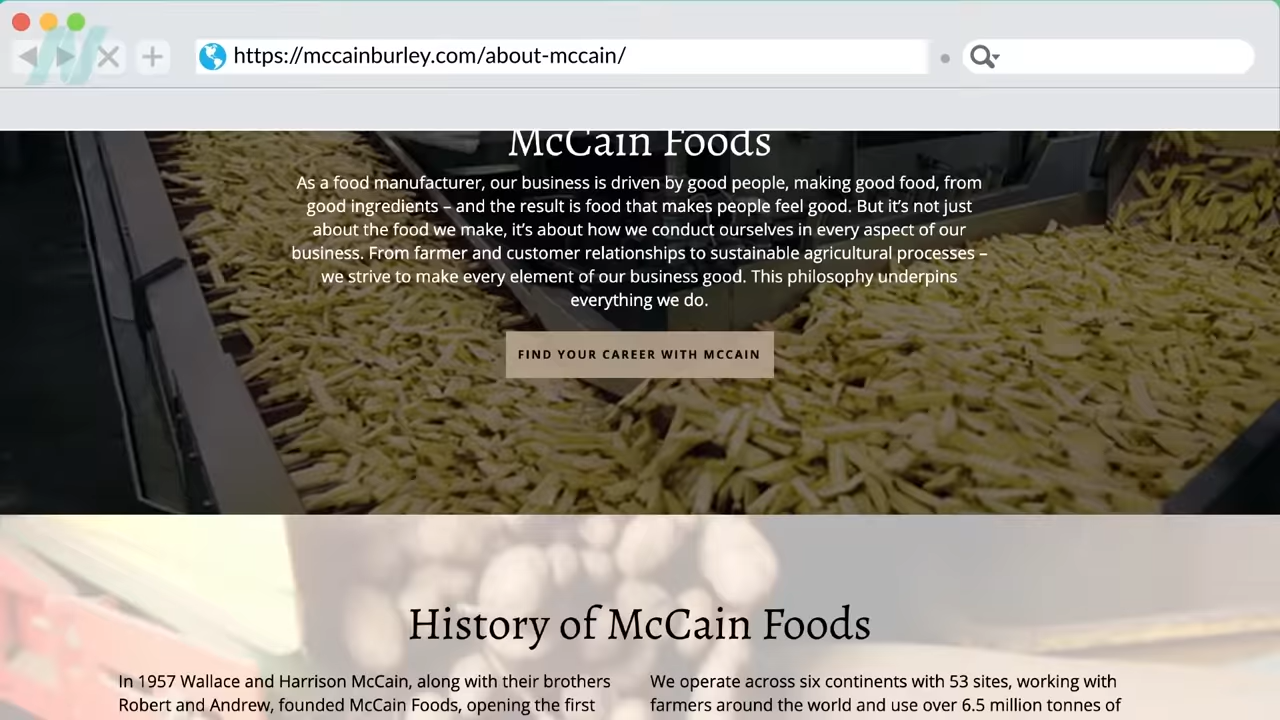 https://mccainburley.com/about-mccain/
McCain Foods
As a food manufacturer, our business is driven by good people, making good food, from
good ingredients – and the result is food that makes people feel good. But it’s not just
about the food we make, it’s about how we conduct ourselves in every aspect of our
business. From farmer and customer relationships to sustainable agricultural processes –
we strive to make every element of our business good. This philosophy underpins
everything we do.
FIND YOUR CAREER WITH MCCAIN
History of McCain Foods
In 1957 Wallace and Harrison McCain, along with their brothers
Robert and Andrew, founded McCain Foods, opening the first
We operate across six continents with 53 sites, working with
farmers around the world and use over 6.5 million tonnes of